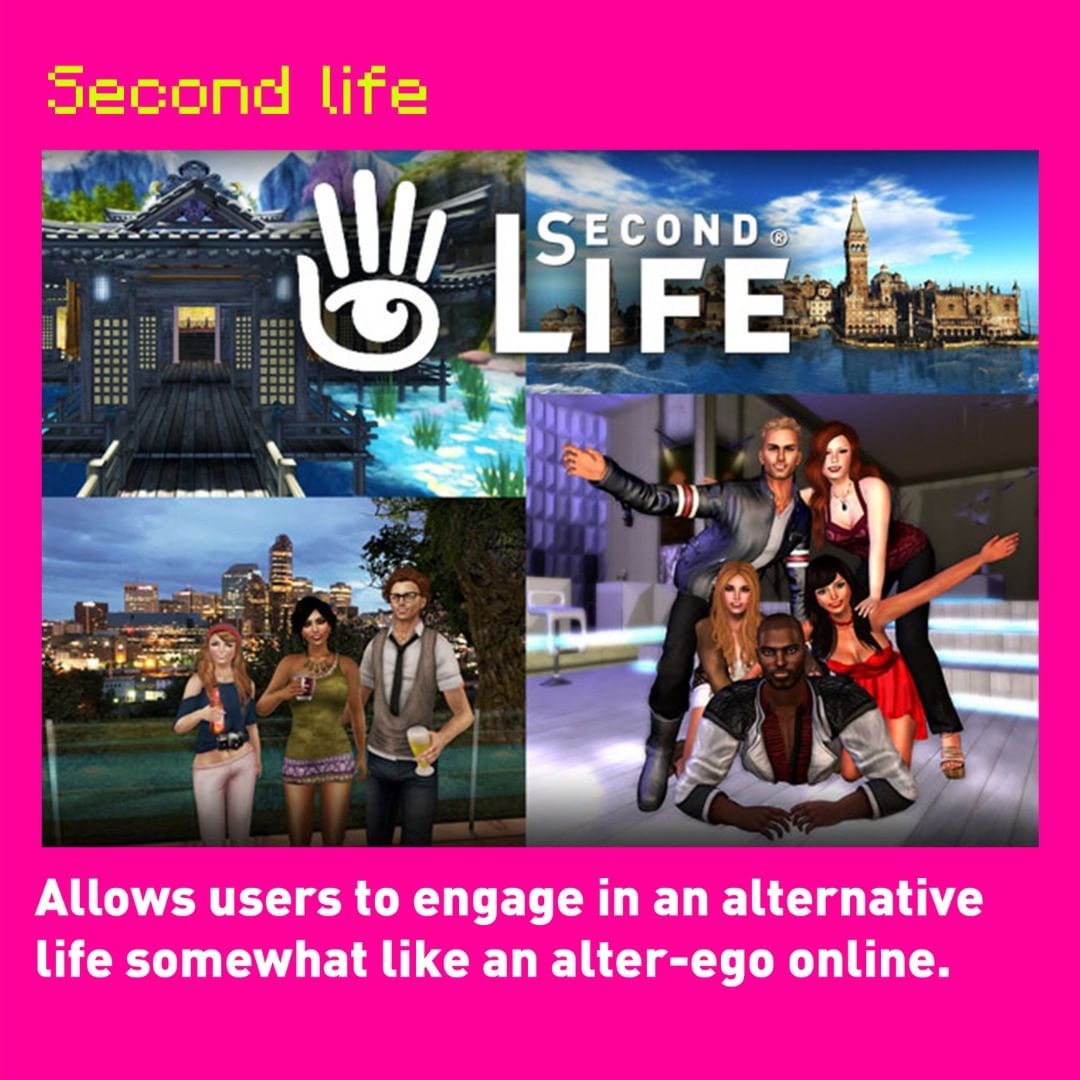 Second life
SECOND®
LIFE
Allows users to engage in an alternative
life somewhat like an alter-ego online.